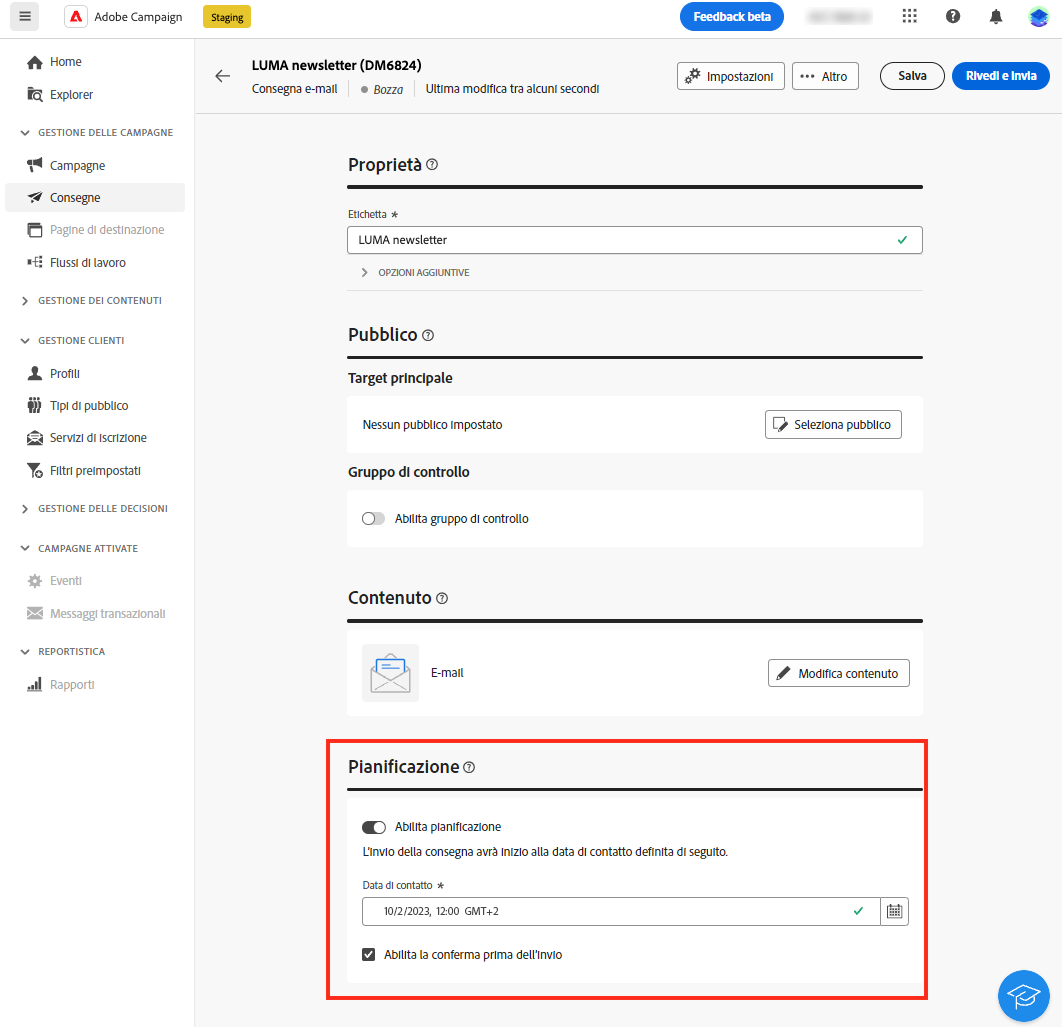 Adobe Campaign
Staging
Feedback beta
Home
Explorer
GESTIONE DELLE CAMPAGNE
Campagne
Consegne
Pagine di destinazione
Flussi di lavoro
GESTIONE DEI CONTENUTI
GESTIONE CLIENTI
Profili
Tipi di pubblico
Servizi di iscrizione
Filtri preimpostati
GESTIONE DELLE DECISIONI
CAMPAGNE ATTIVATE
Eventi
Messaggi transazionali
REPORTISTICA
Rapporti
LUMA newsletter (DM6824)
Consegna e-mail
Bozza
Ultima modifica tra alcuni secondi
Impostazioni
Altro
Salva
Rivedi e invia
Proprietà
Etichetta *
LUMA newsletter
OPZIONI AGGIUNTIVE
Pubblico
Target principale
Nessun pubblico impostato
Seleziona pubblico
Gruppo di controllo
Abilita gruppo di controllo
Contenuto
E-mail
Modifica contenuto
Pianificazione
Abilita pianificazione
L'invio della consegna avrà inizio alla data di contatto definita di seguito.
Data di contatto *
10/2/2023, 12:00 GMT+2
Abilita la conferma prima dell'invio